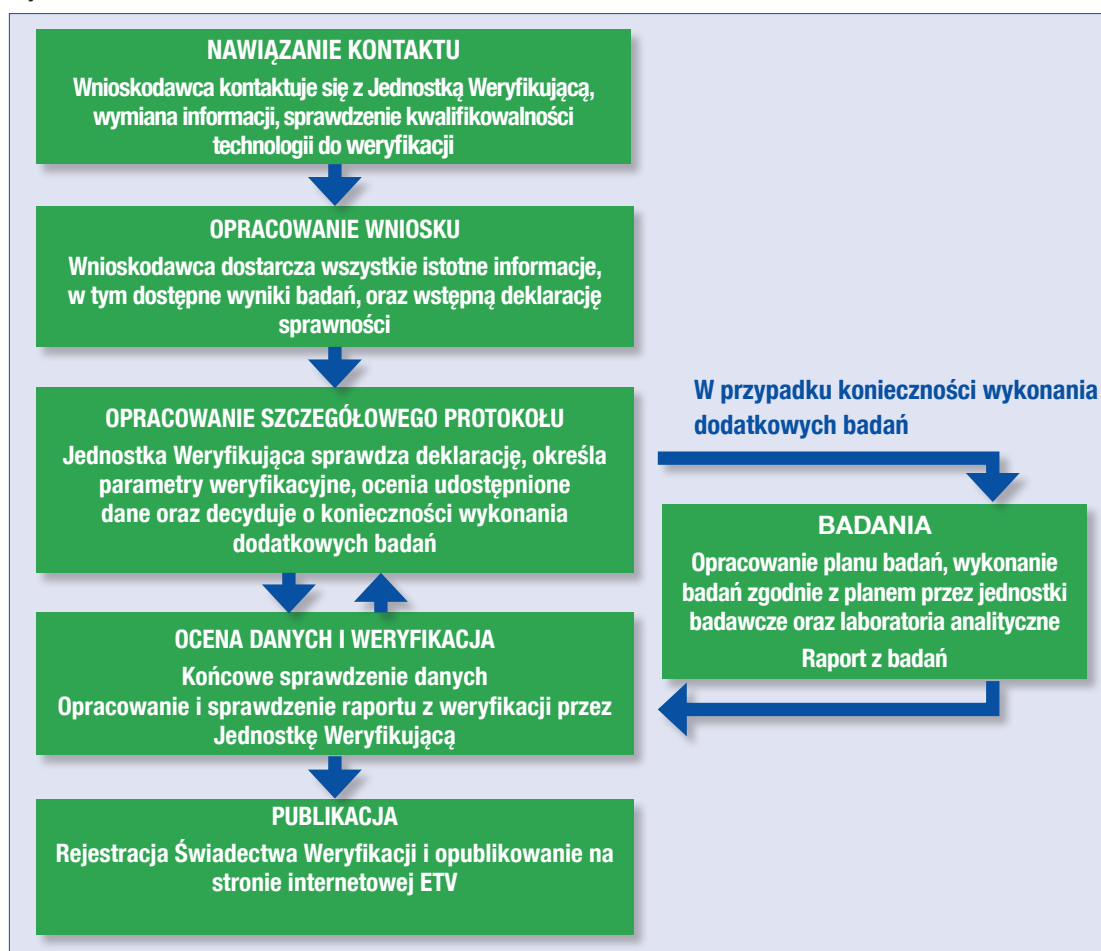 NAWIĄZANIE KONTAKTU
Wnioskodawca kontaktuje się z Jednostką Weryfikującą,
wymiana informacji, sprawdzenie kwalifikowalności
technologii do weryfikacji
OPRACOWANIE WNIOSKU
Wnioskodawca dostarcza wszystkie istotne informacje,
w tym dostępne wyniki badań, oraz wstępną deklarację
sprawności
OPRACOWANIE SZCZEGÓŁOWEGO PROTOKOŁU
Jednostka Weryfikująca sprawdza deklarację, określa
parametry weryfikacyjne, ocenia udostępnione
dane oraz decyduje o konieczności wykonania
dodatkowych badań
W przypadku konieczności wykonania
dodatkowych badań
BADANIA
Opracowanie planu badań, wykonanie
badań zgodnie z planem przez jednostki
badawcze oraz laboratoria analityczne
Raport z badań
OCENA DANYCH I WERYFIKACJA
Końcowe sprawdzenie danych
Opracowanie i sprawdzenie raportu z weryfikacji przez
Jednostkę Weryfikującą
PUBLIKACJA
Rejestracja Świadectwa Weryfikacji i opublikowanie na
stronie internetowej ETV